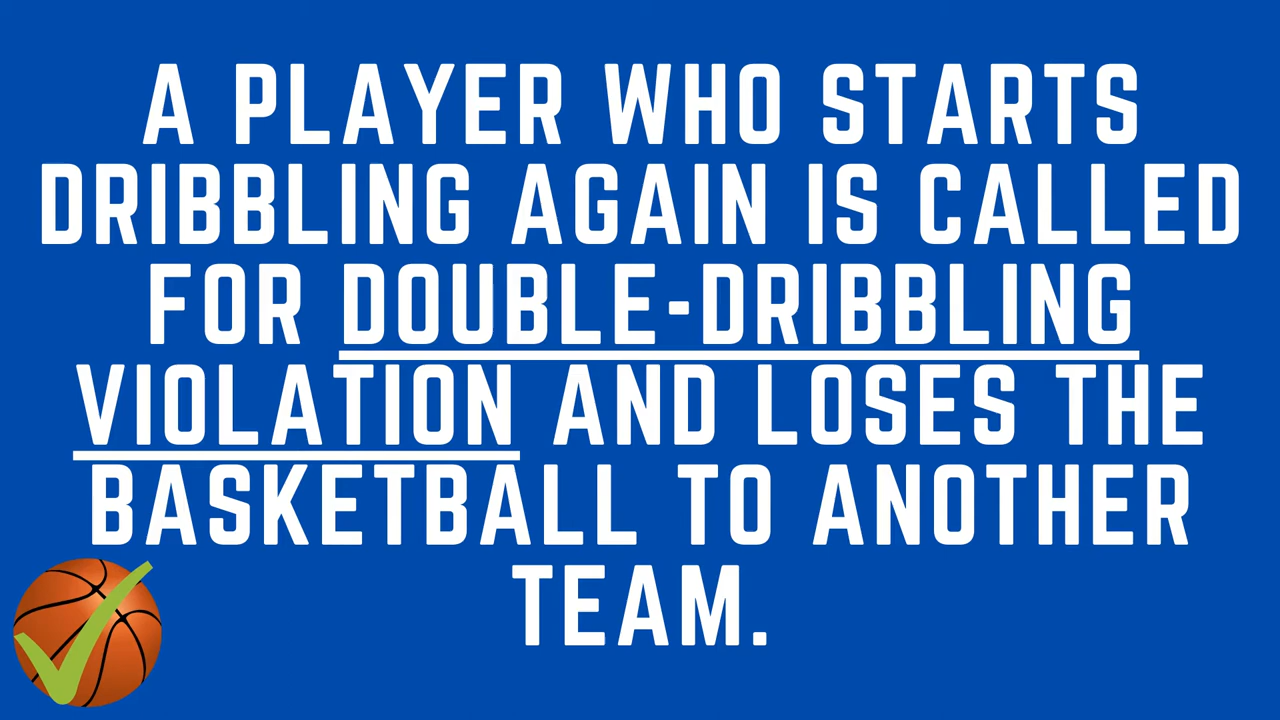 A PLAYER WHO STARTS
DRIBBLING AGAIN IS CALLED
FOR DOUBLE-DRIBBLING
VIOLATION AND LOSES THE
BASKETBALL TO ANOTHER
TEAM.